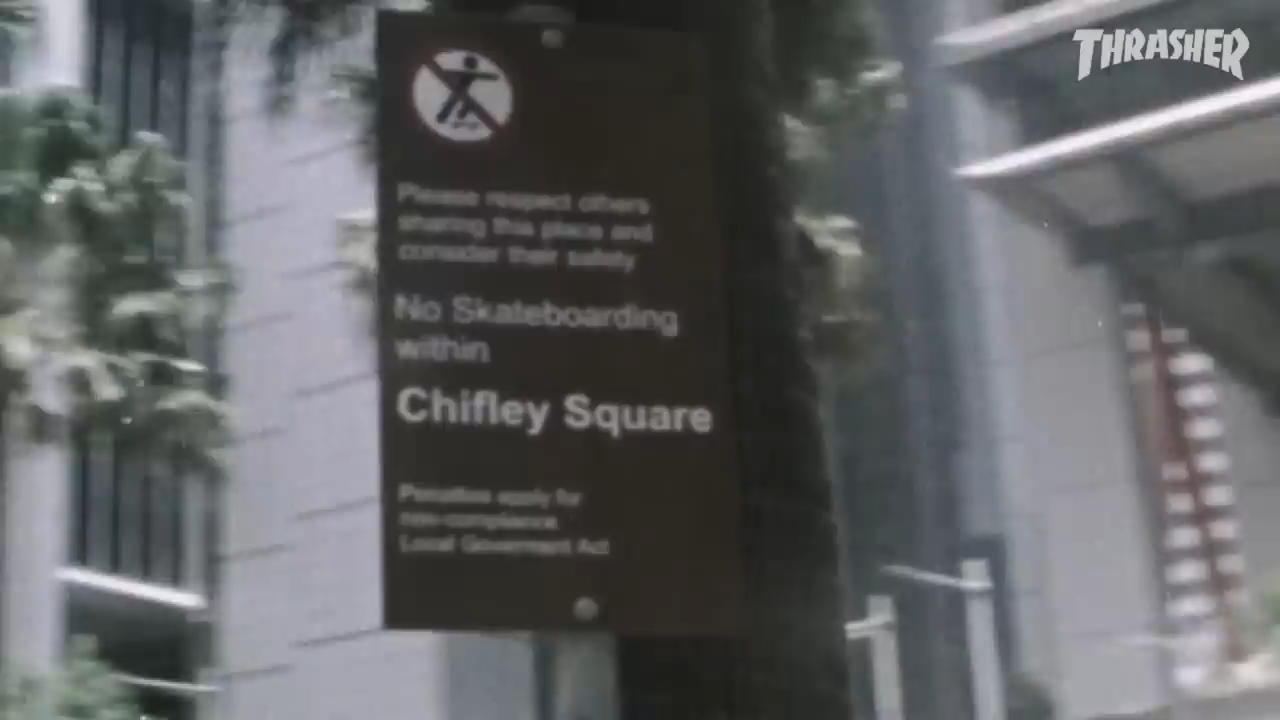 THRASHER
Please respect others
sharing this place and
consider their safety
No Skateboarding
within
Chifley Square
Penalties apply for
non-compliance
Local Government Act